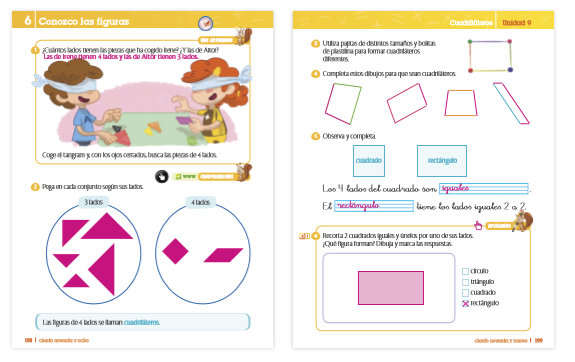 6 Conozco las figuras
1 ¿Cuántos lados tienen las piezas que ha cogido Irene? ¿Y las de Aitor?
Las de Irene tienen 4 lados y las de Aitor tienen 3 lados.
Coge el tangram y, con los ojos cerrados, busca las piezas de 4 lados.
www
2 Pega en cada conjunto según sus lados.
3 lados
4 lados
Las figuras de 4 lados se llaman cuadriláteros.
198 ciento noventa y ocho
Cuadriláteros Unidad 9
3 Utiliza pajitas de distintos tamaños y bolitas
de plastilina para formar cuadriláteros
diferentes.
4 Completa estos dibujos para que sean cuadriláteros.
5 Observa y completa.
cuadrado
rectángulo
Los 4 lados del cuadrado son iguales.
El rectángulo tiene los lados iguales 2 a 2.
6 Recorta 2 cuadrados iguales y únelos por uno de sus lados.
¿Qué figura forman? Dibuja y marca las respuestas.
círculo
triángulo
cuadrado
rectángulo
ciento noventa y nueve 199